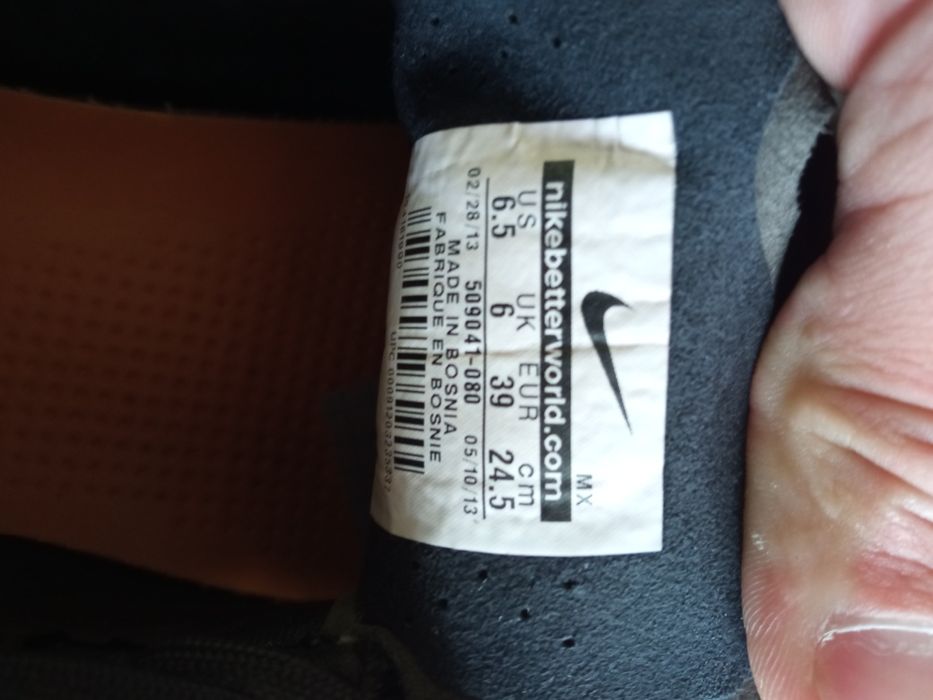 MX
nikebetterworld.com
US UK EUR cm
6.5 6 39 24.5
02/28/13 509041-080 05/10/13
MADE IN BOSNIA
FABRIQUE EN BOSNIE